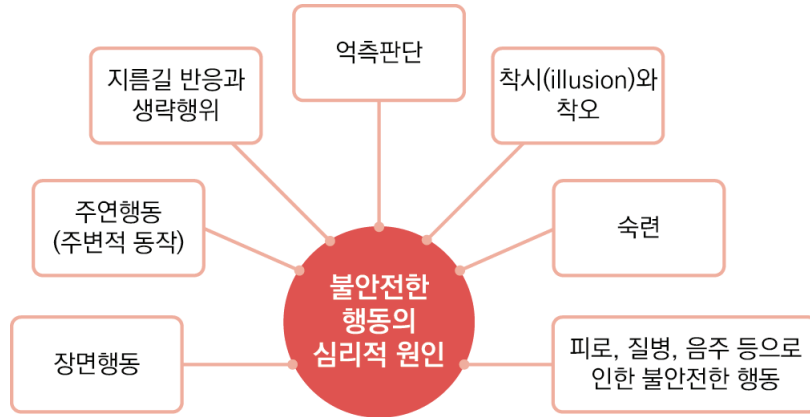 억측판단
지름길 반응과
생략행위
착시(illusion)와
착오
주연행동
(주변적 동작)
숙련
불안전한
행동의
심리적 원인
장면행동
피로, 질병, 음주 등으로
인한 불안전한 행동